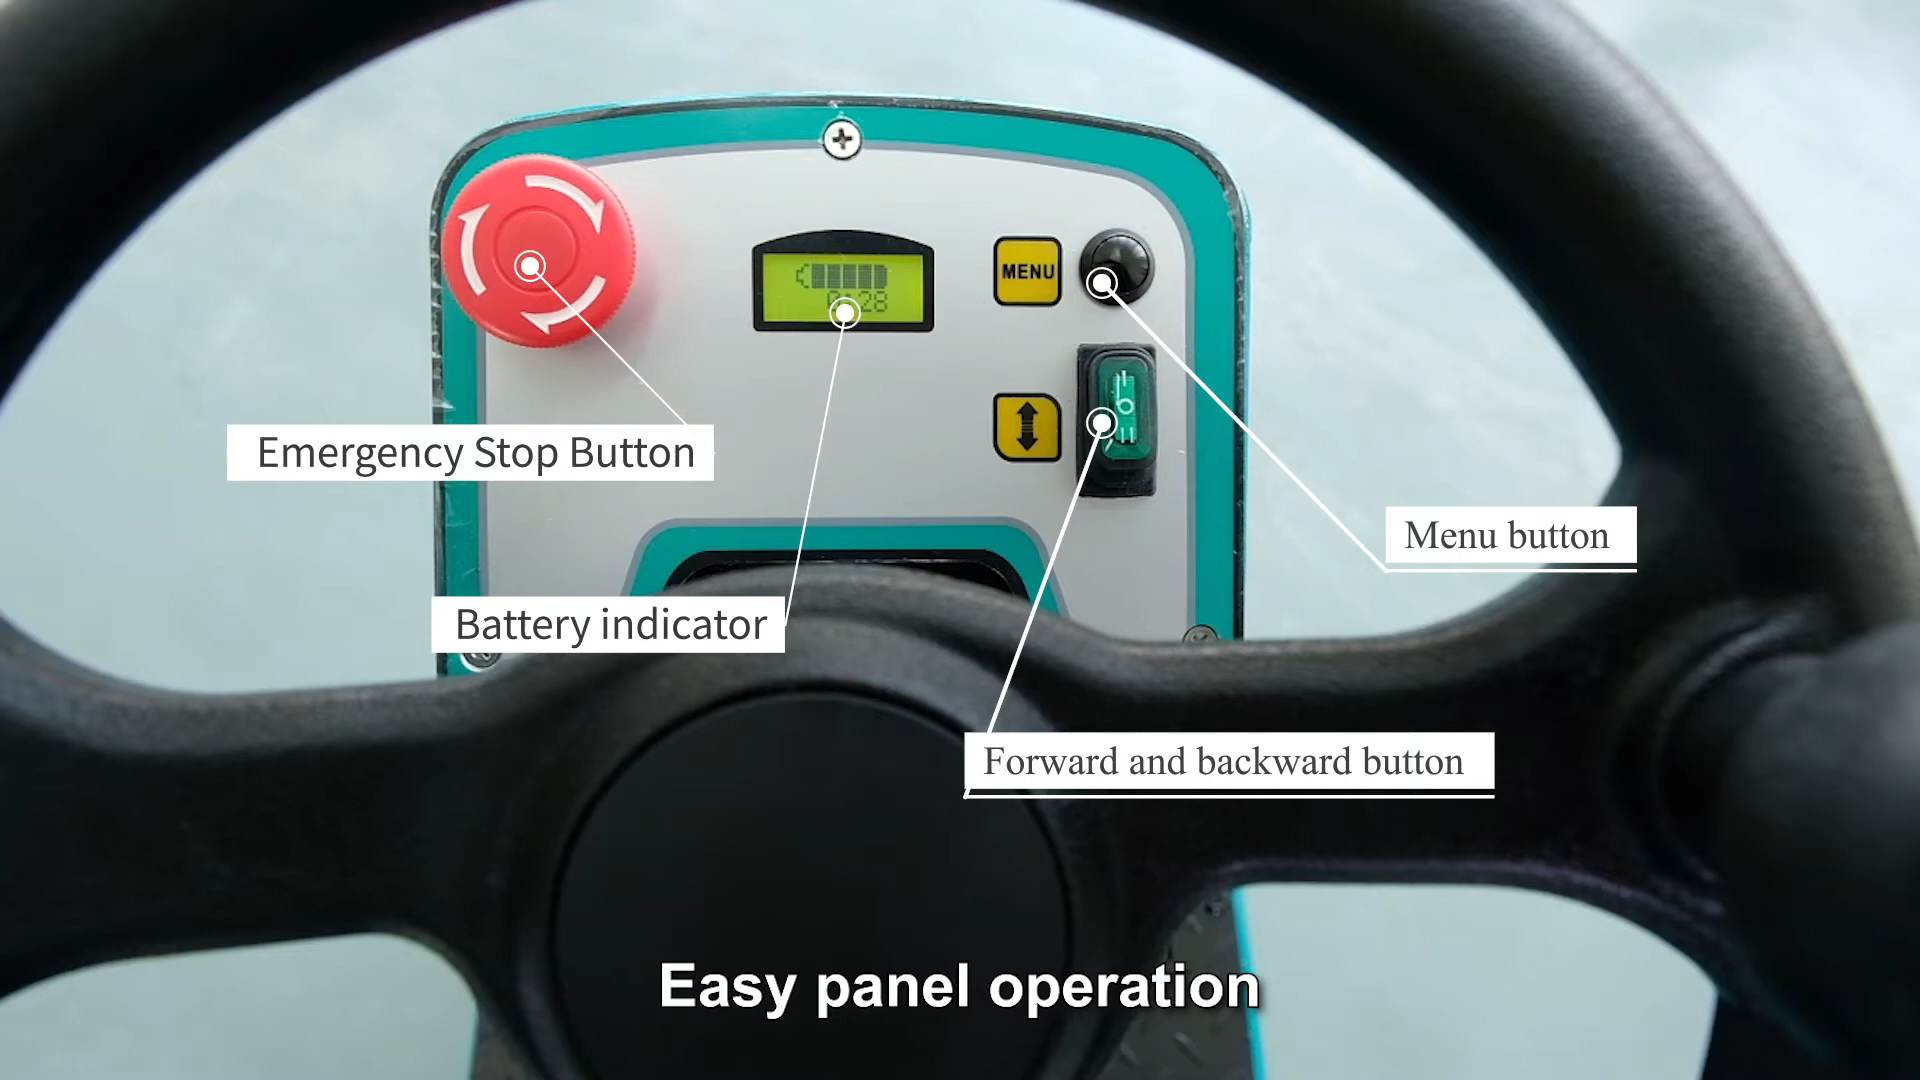 MENU
Emergency Stop Button
Menu button
Battery indicator
Forward and backward button
Easy panel operation